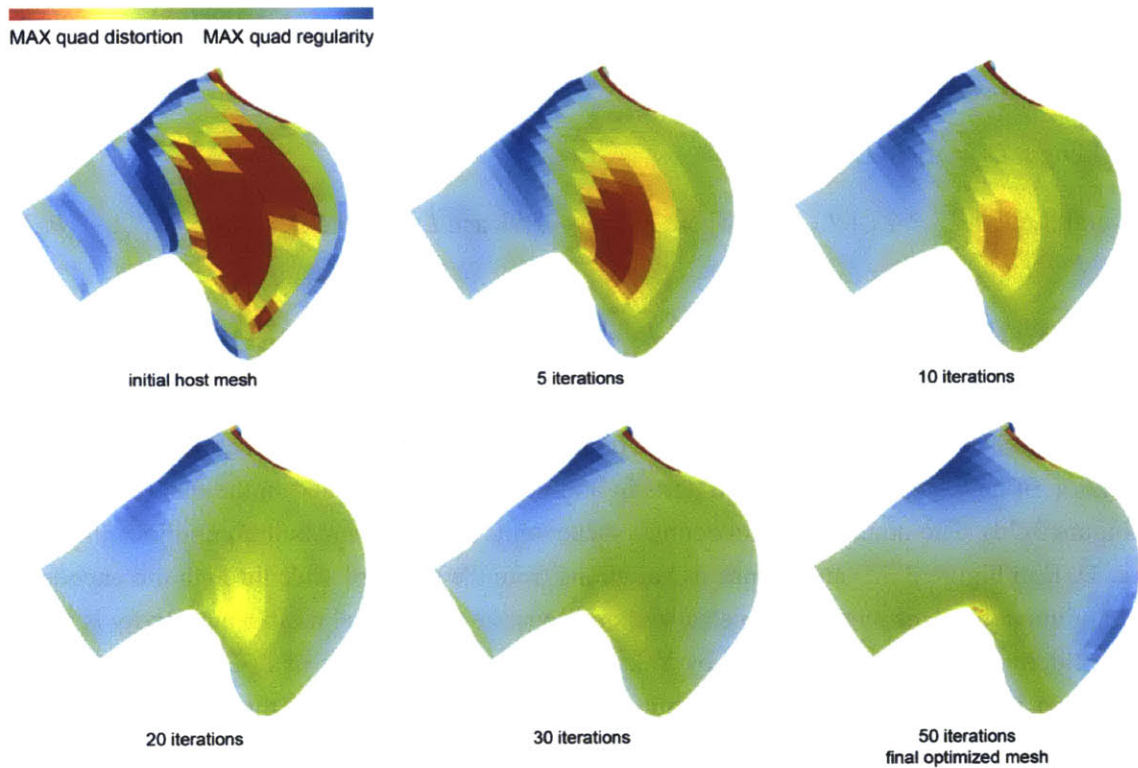 MAX quad distortion MAX quad regularity
initial host mesh
5 iterations
10 iterations
20 iterations
30 iterations
50 iterations
final optimized mesh